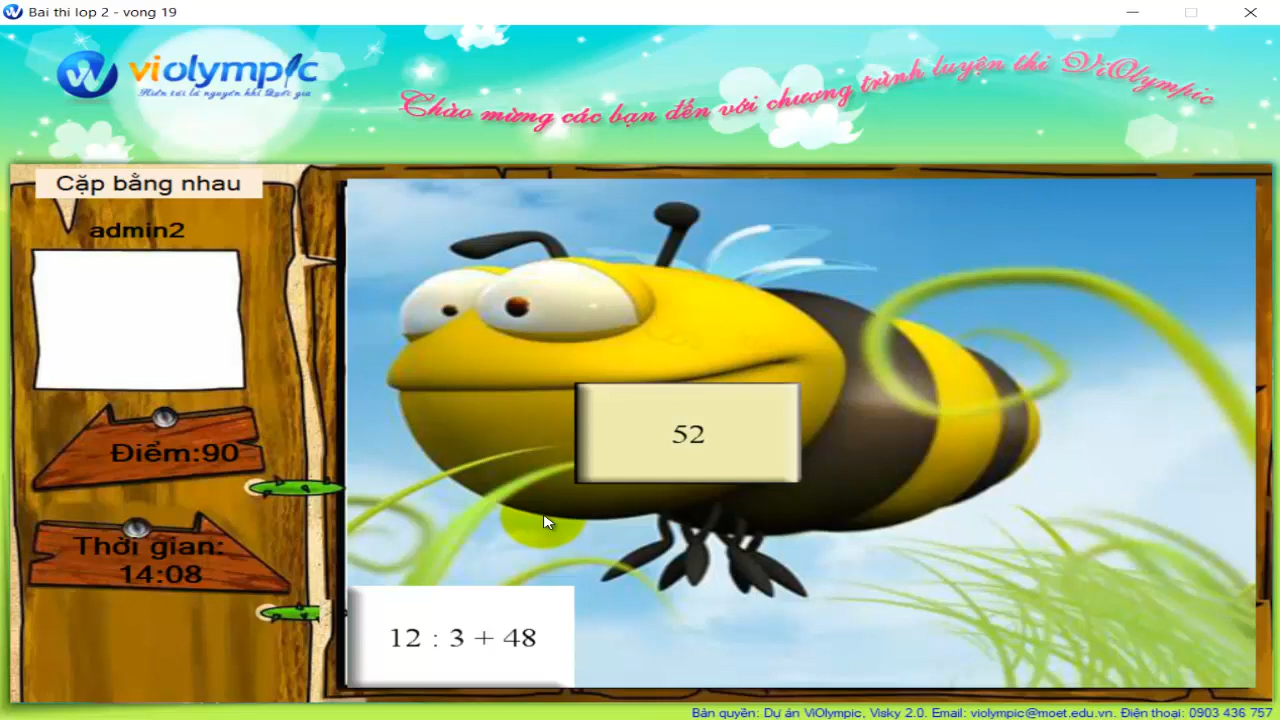 Bai thi lop 2 - vong 19
violympic
Hiền tài là nguyên khí Quốc gia
Chào mừng các bạn đến với chương trình luyện thi ViOlympic
Cặp bằng nhau
admin2
Điểm:90
Thời gian:
14:08
52
12 : 3 + 48
Bản quyền: Dự án ViOlympic, Visky 2.0. Email: violympic@moet.edu.vn. Điện thoại: 0903 436 757